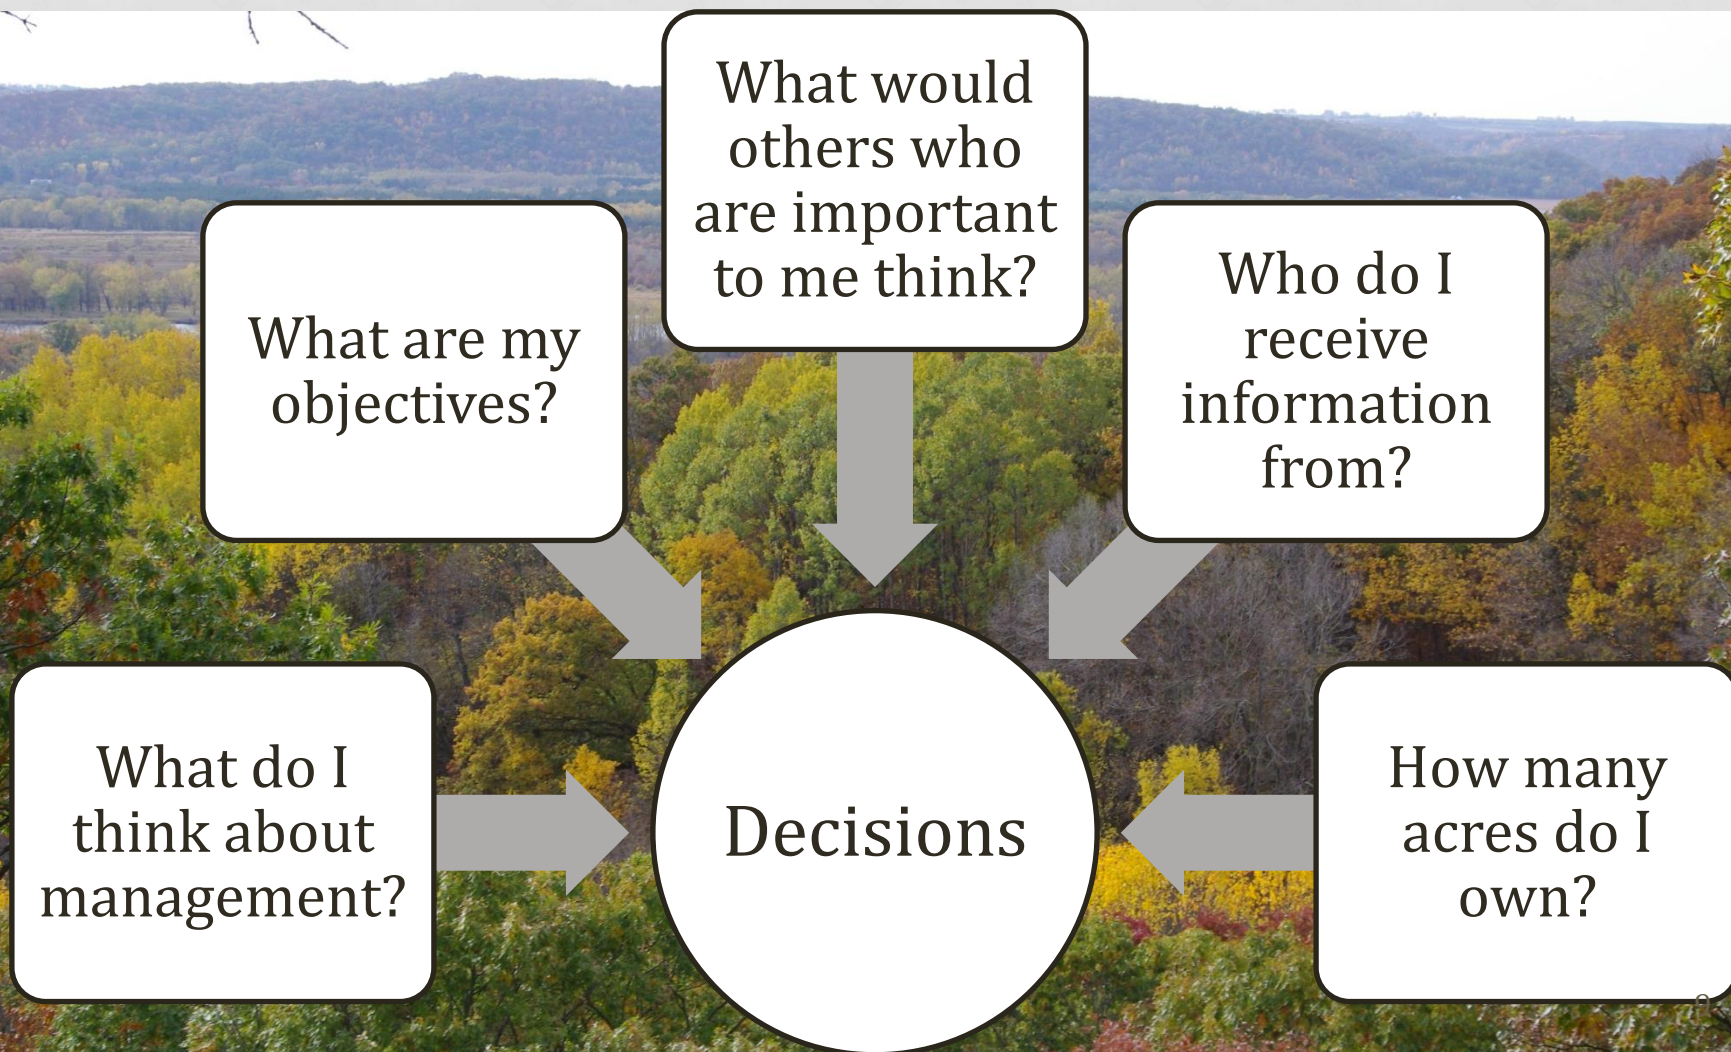 What would
others who
are important
to me think?
What are my
objectives?
Who do I
receive
information
from?
What do I
think about
management?
Decisions
How many
acres do I
own?